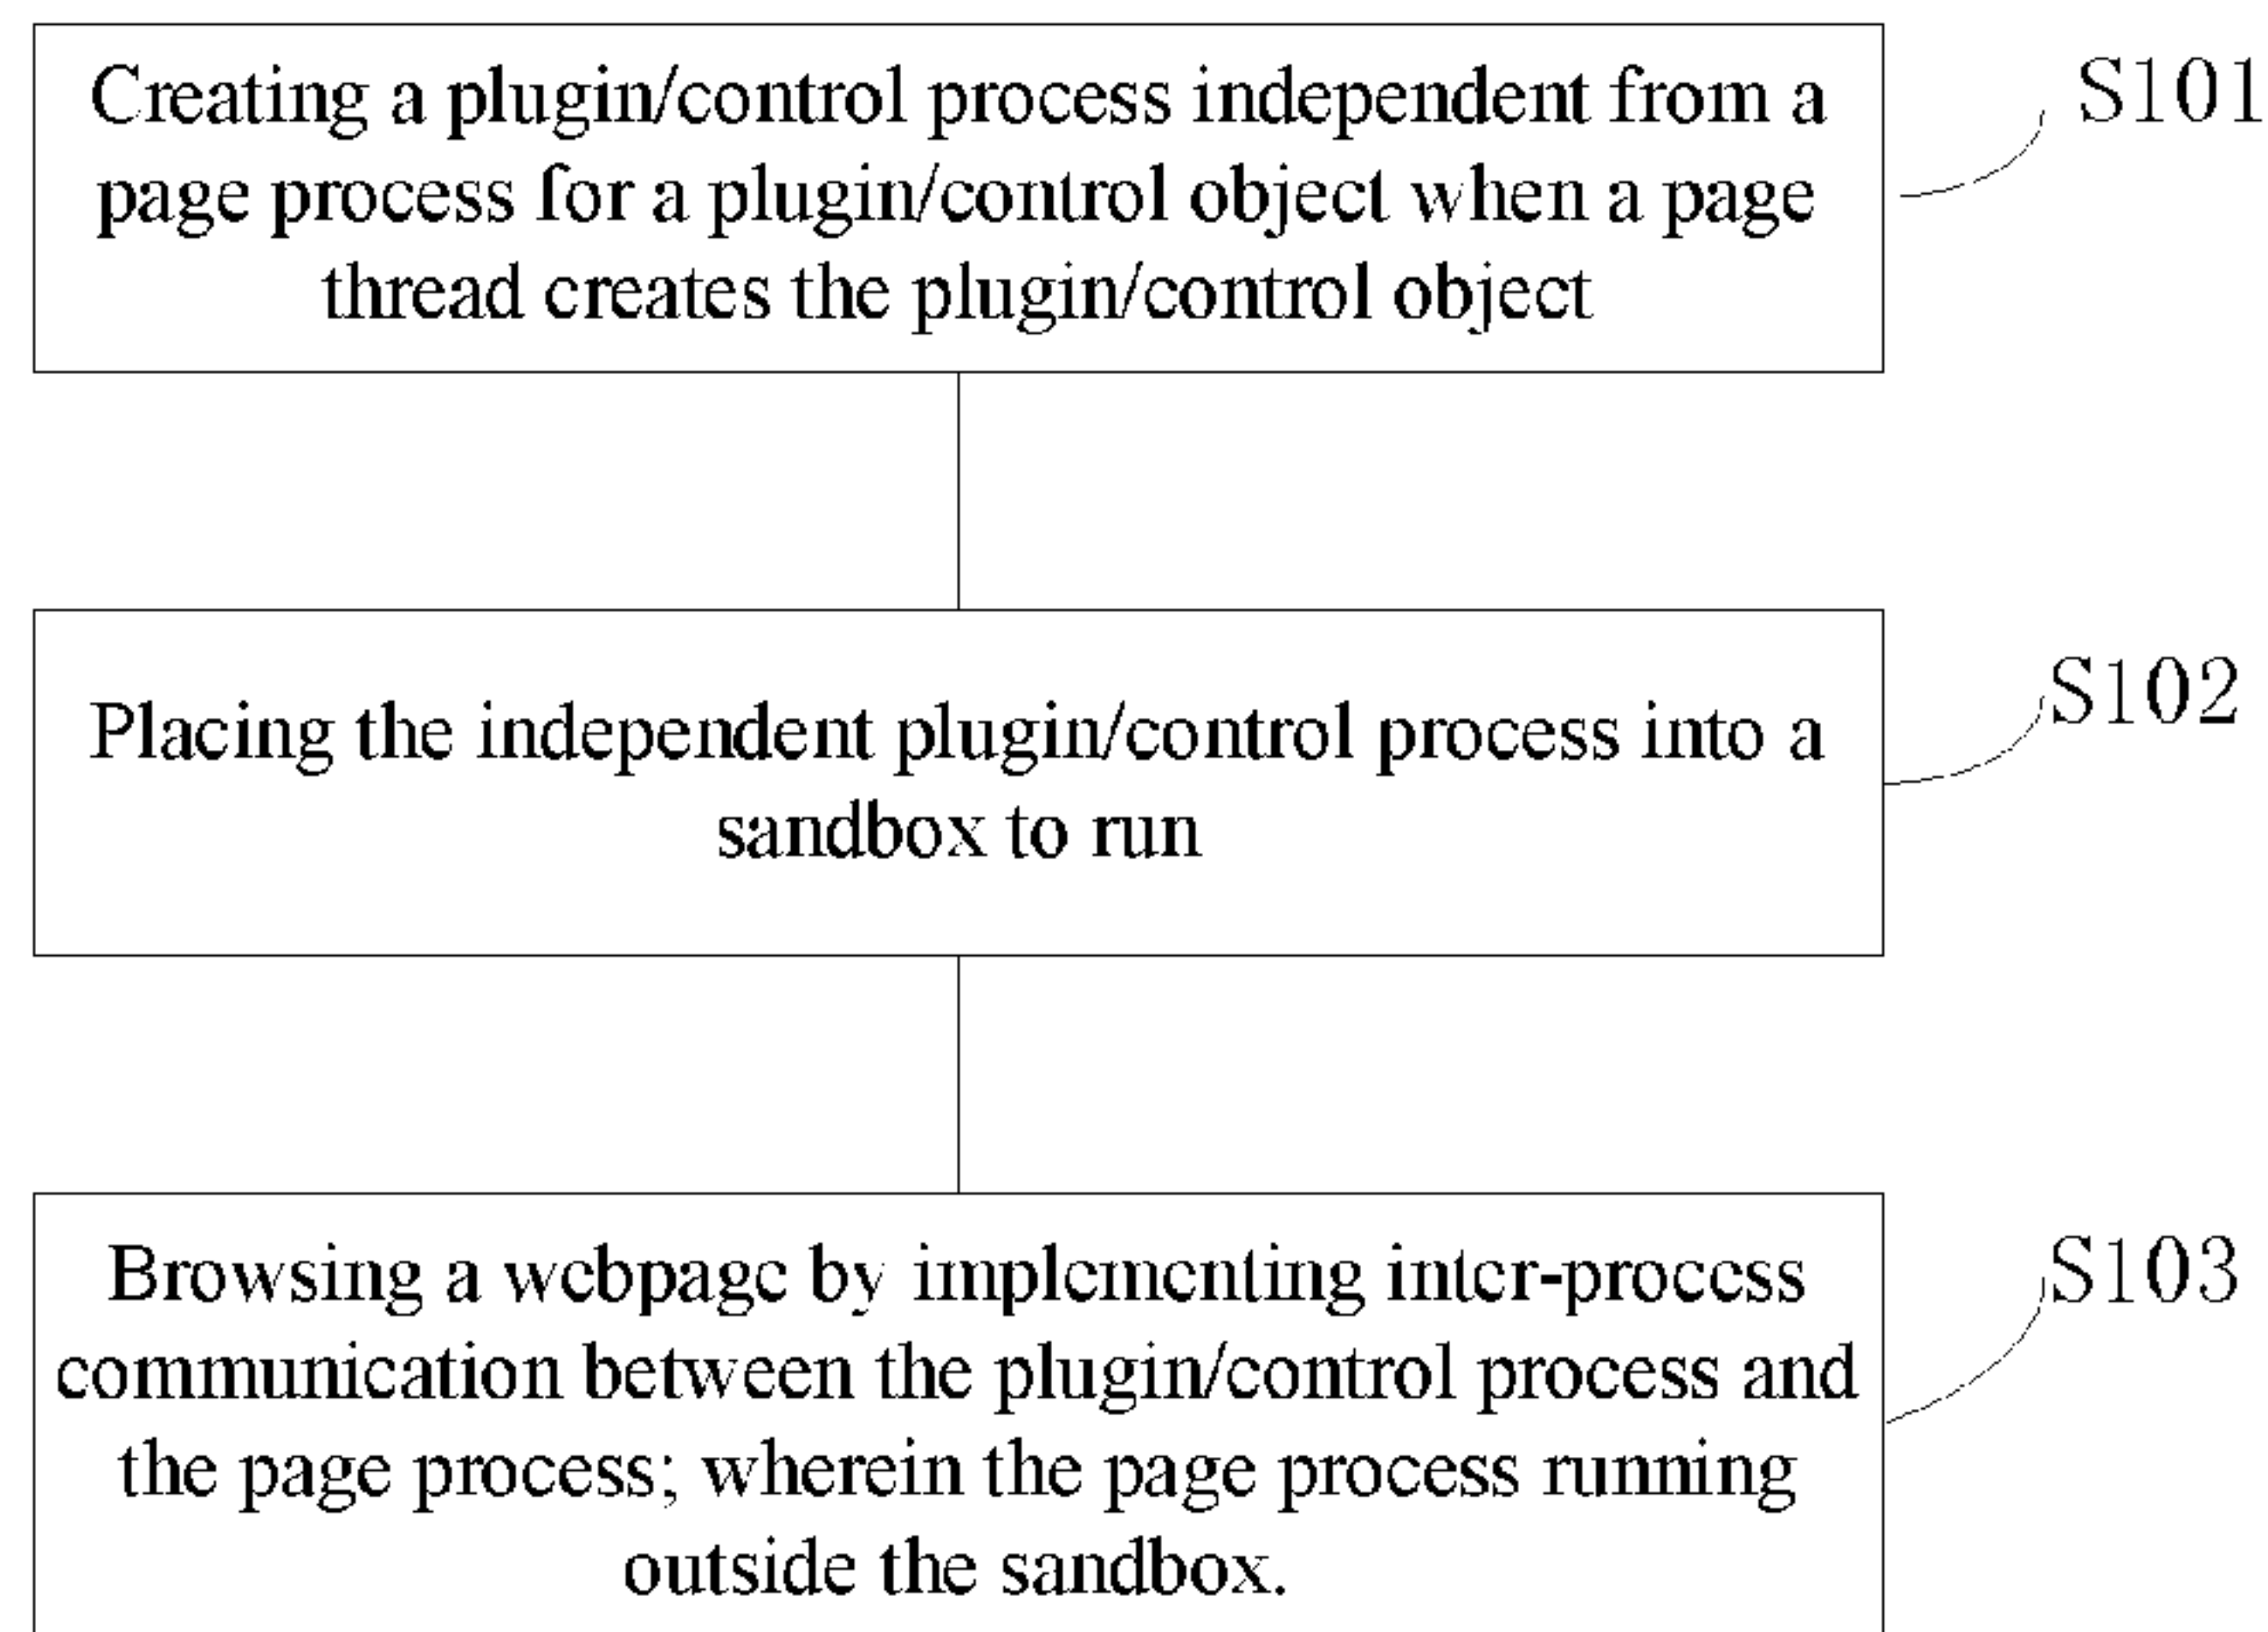 Creating a plugin/control process independent from a
page process for a plugin/control object when a page
thread creates the plugin/control object
S101
Placing the independent plugin/control process into a
sandbox to run
S102
Browsing a webpage by implementing inter-process
communication between the plugin/control process and
the page process; wherein the page process running
outside the sandbox.
S103